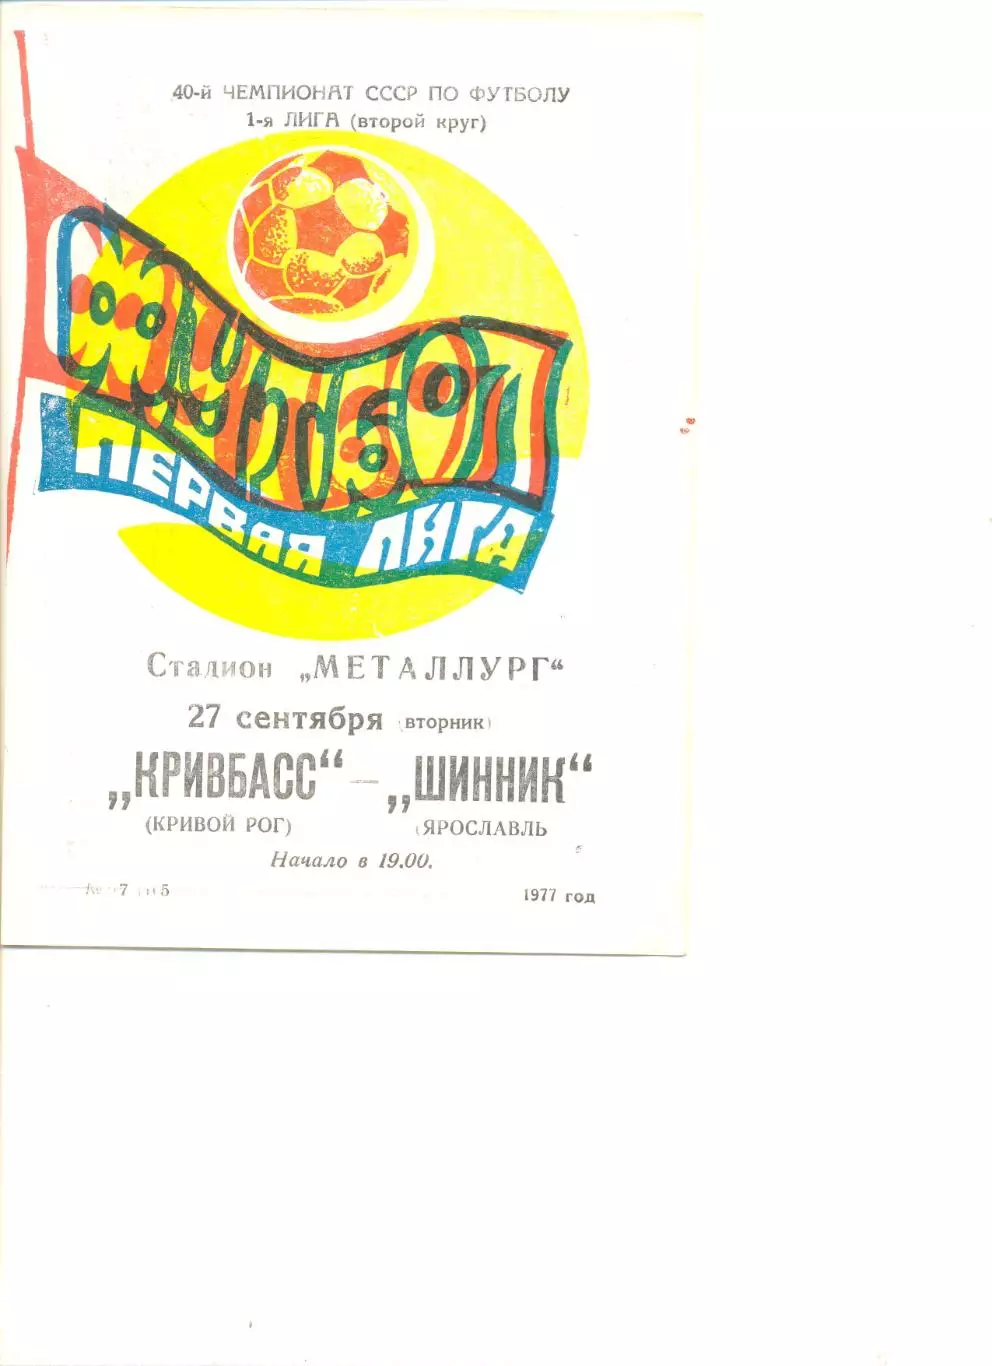 40-й ЧЕМПИОНАТ СССР ПО ФУТБОЛУ
1-я ЛИГА (второй круг)
ФУТБОЛ
ПЕРВАЯ ЛИГА
Стадион „МЕТАЛЛУРГ“
27 сентября (вторник)
„КРИВБАСС“ — „ШИННИК“
(КРИВОЙ РОГ) (ЯРОСЛАВЛЬ
Начало в 19.00.
1977 год